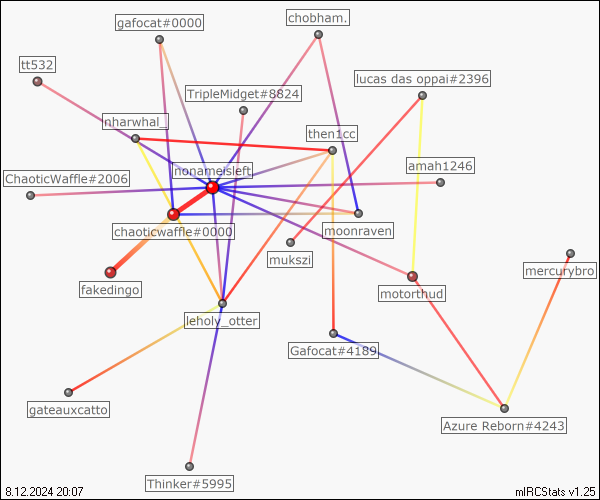 chobham.
gafocat#0000
tt532
lucas das oppai#2396
TripleMidget#8824
nharwhal_
then1cc
amah1246
nonameisleft
ChaoticWaffle#2006
chaoticwaffle#0000
moonraven
mukszi
mercurybro
fakedingo
motorthud
leholy_otter
Gafocat#4189
gateauxcatto
Azure Reborn#4243
Thinker#5995
8.12.2024 20:07
mIRCStats v1.25